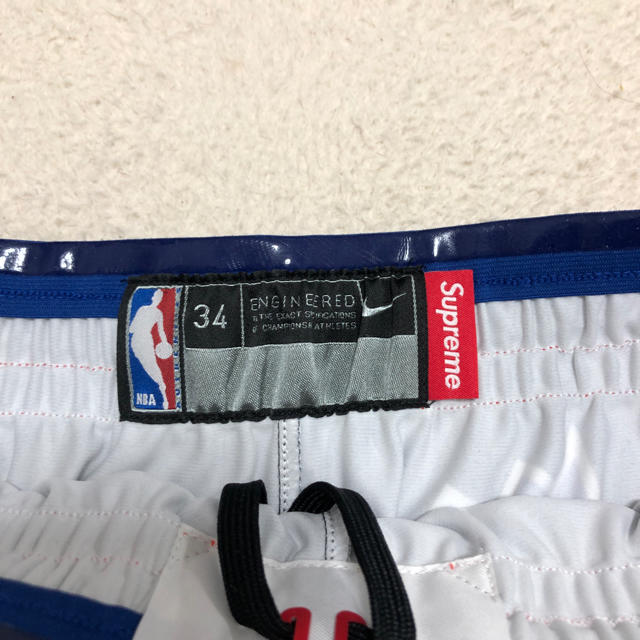 34
ENGINEERED
TO THE EXACT SPECIFICATIONS
OF CHAMPIONSHIP ATHLETES
NBA
Supreme